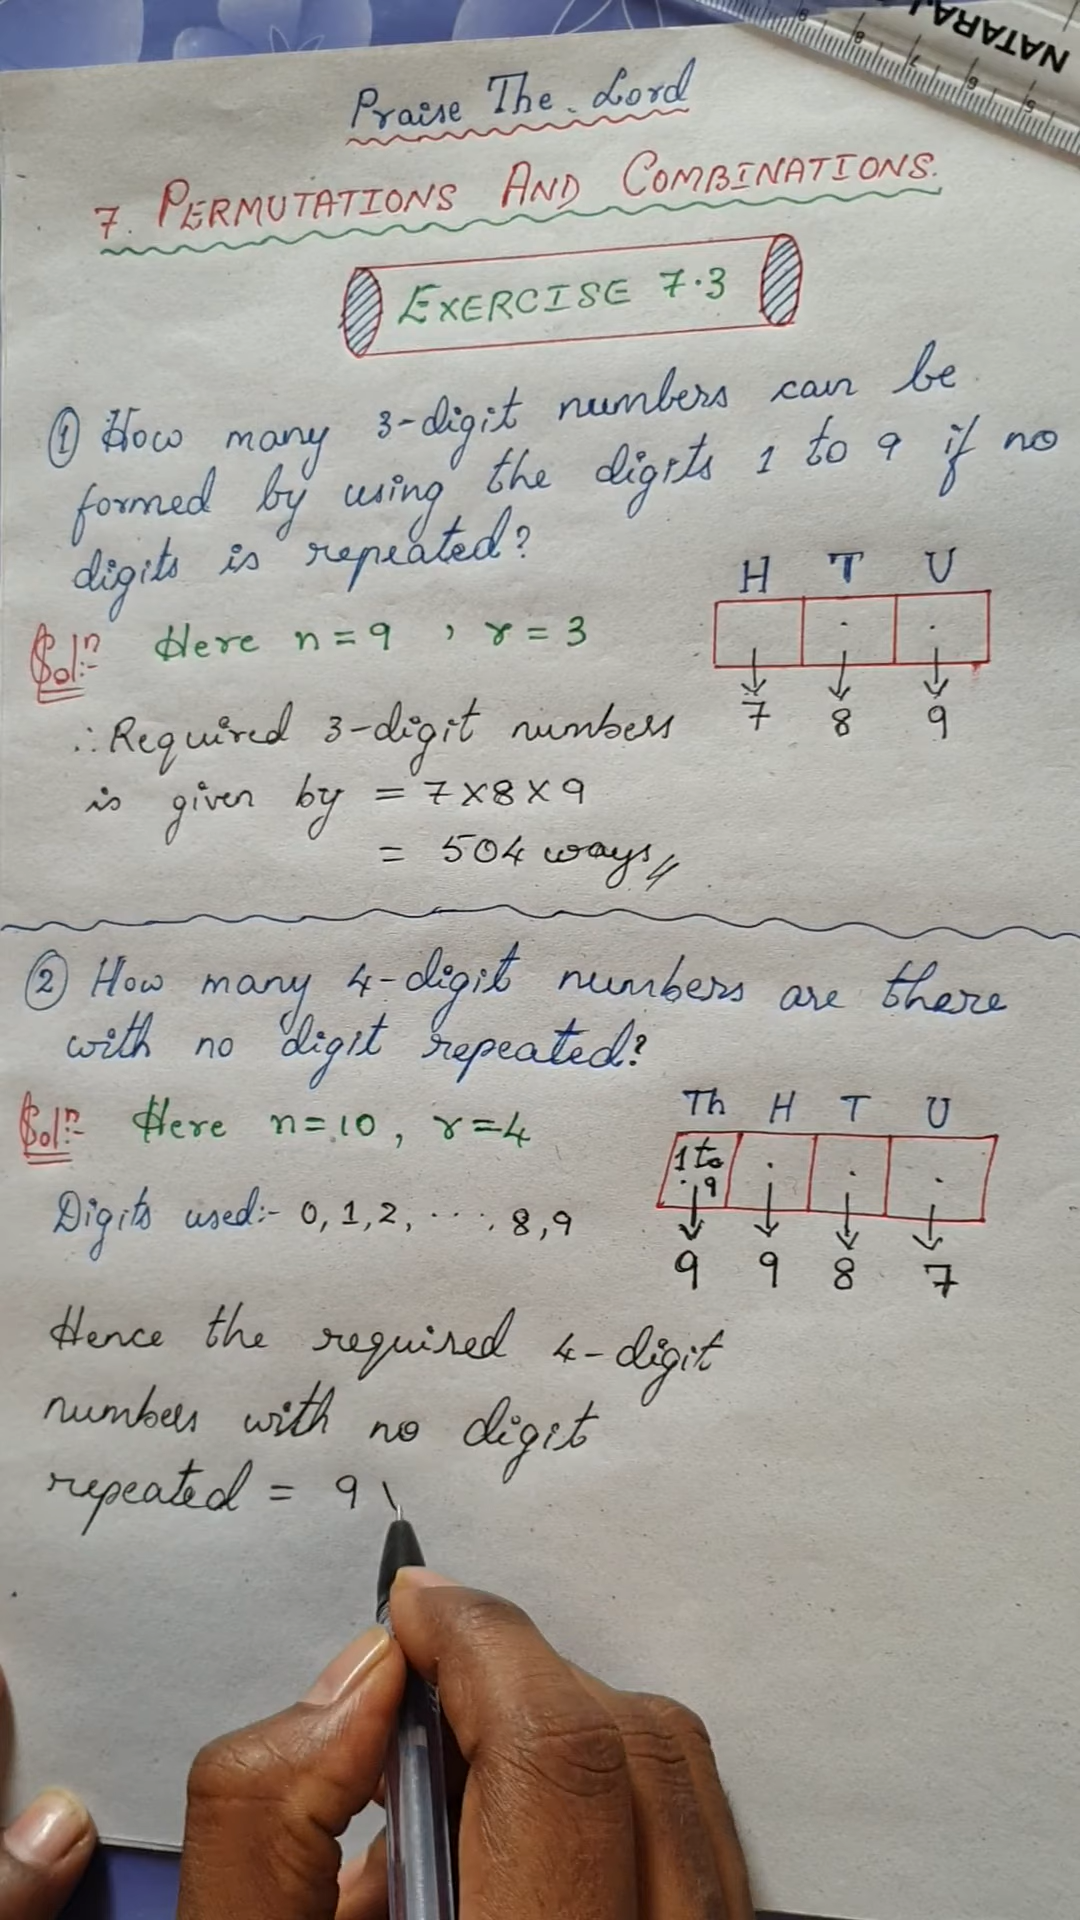 NATARAJ
Praise The Lord
7. PERMUTATIONS AND COMBINATIONS.
EXERCISE 7.3
① How many 3-digit numbers can be
formed by using the digits 1 to 9 if no
digits is repeated?
H T U
Solⁿ:- Here n = 9 , r = 3
7 8 9
∴ Required 3-digit numbers
is given by = 7 × 8 × 9
= 504 ways
② How many 4-digit numbers are there
with no digit repeated?
Th H T U
Solⁿ:- Here n = 10, r = 4
1 to
9
Digits used:- 0, 1, 2, ...., 8, 9
9 9 8 7
Hence the required 4-digit
numbers with no digit
repeated = 9 \